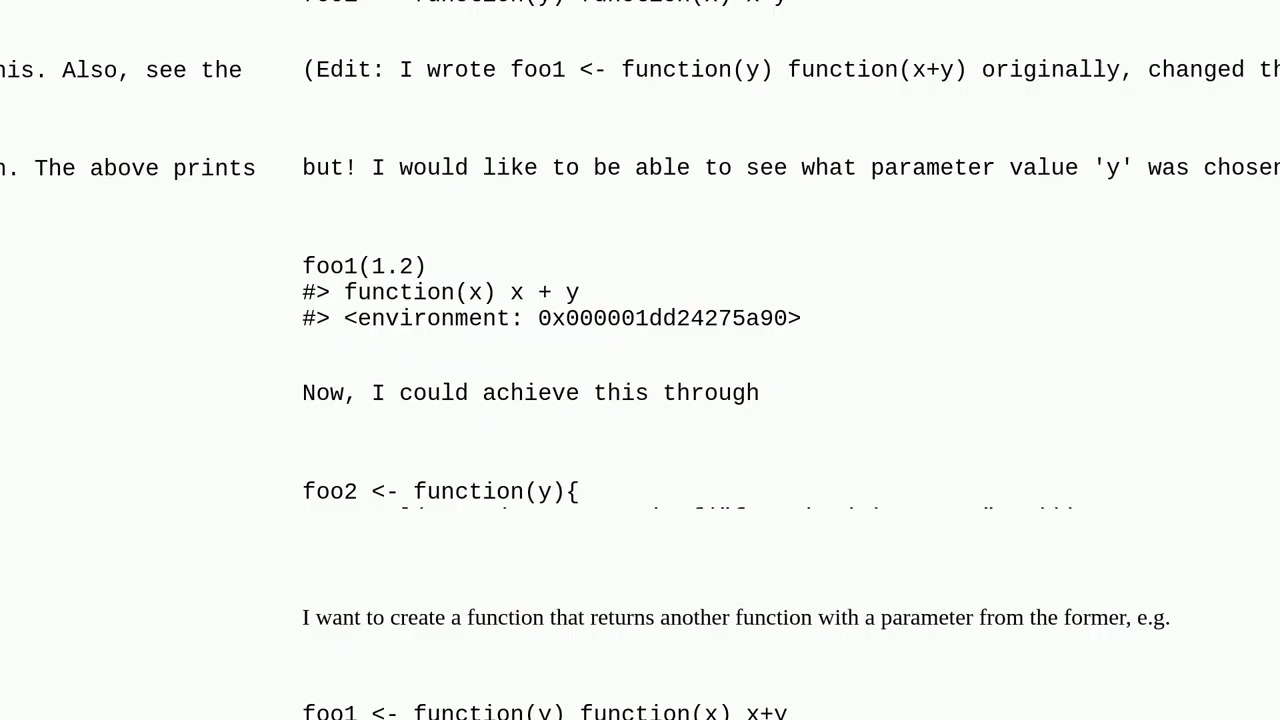 his. Also, see the
(Edit: I wrote foo1 <- function(y) function(x+y) originally, changed th
n. The above prints
but! I would like to be able to see what parameter value 'y' was chosen
foo1(1.2)
#> function(x) x + y
#> <environment: 0x000001dd24275a90>
Now, I could achieve this through
foo2 <- function(y){
I want to create a function that returns another function with a parameter from the former, e.g.
foo1 <- function(y) function(x) x+y